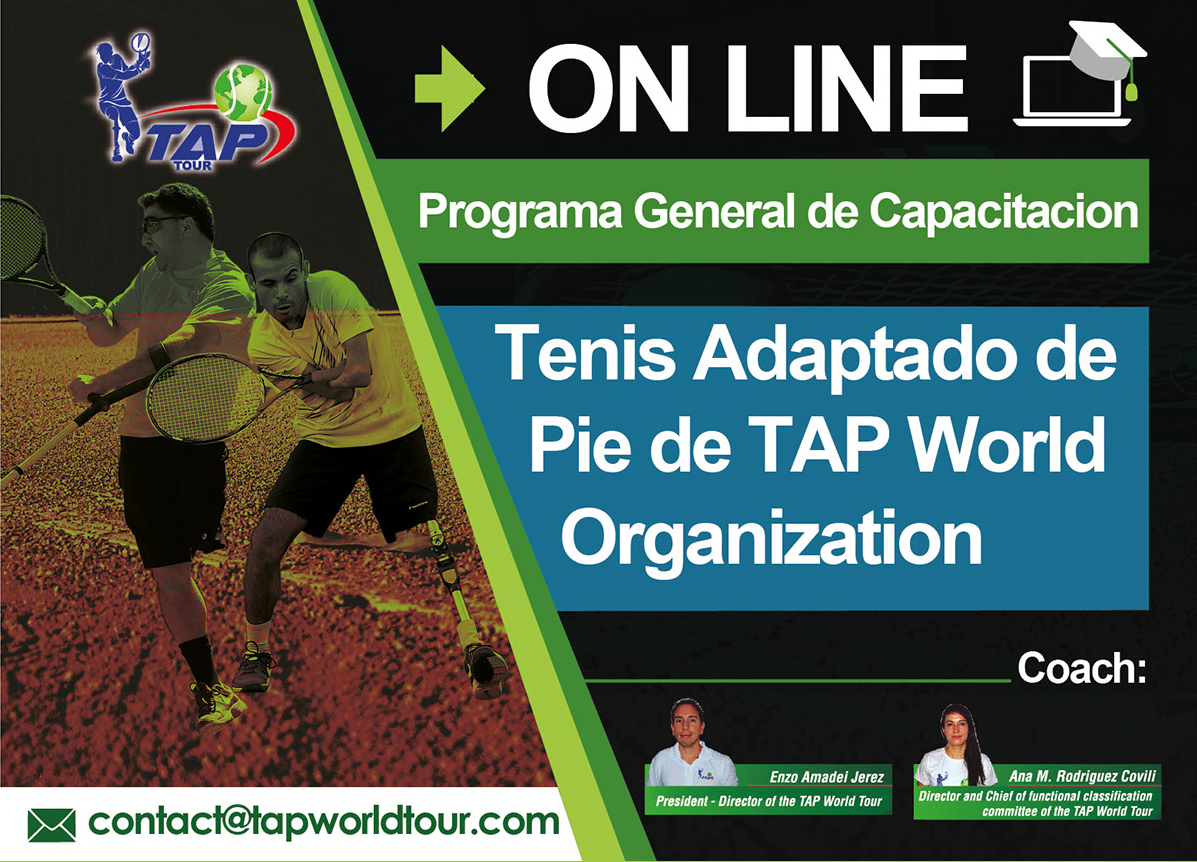 TAP
TOUR
ON LINE
Programa General de Capacitacion
Tenis Adaptado de
Pie de TAP World
Organization
Coach:
TAP
Enzo Amadei Jerez
President - Director of the TAP World Tour
Ana M. Rodriguez Covili
Director and Chief of functional classification
committee of the TAP World Tour
contact@tapworldtour.com